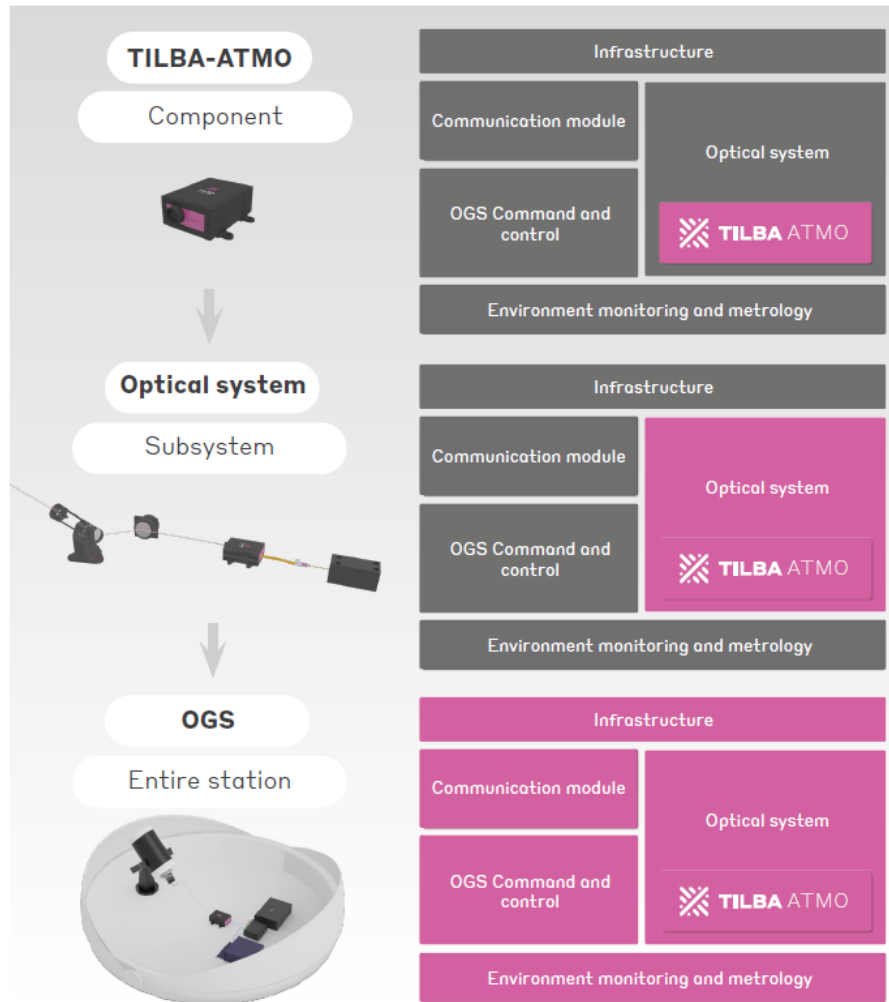 TILBA-ATMO
Component
Infrastructure
Communication module
Optical system
OGS Command and
control
TILBA ATMO
Environment monitoring and metrology
Optical system
Subsystem
Infrastructure
Communication module
Optical system
OGS Command and
control
TILBA ATMO
Environment monitoring and metrology
OGS
Entire station
Infrastructure
Communication module
Optical system
OGS Command and
control
TILBA ATMO
Environment monitoring and metrology